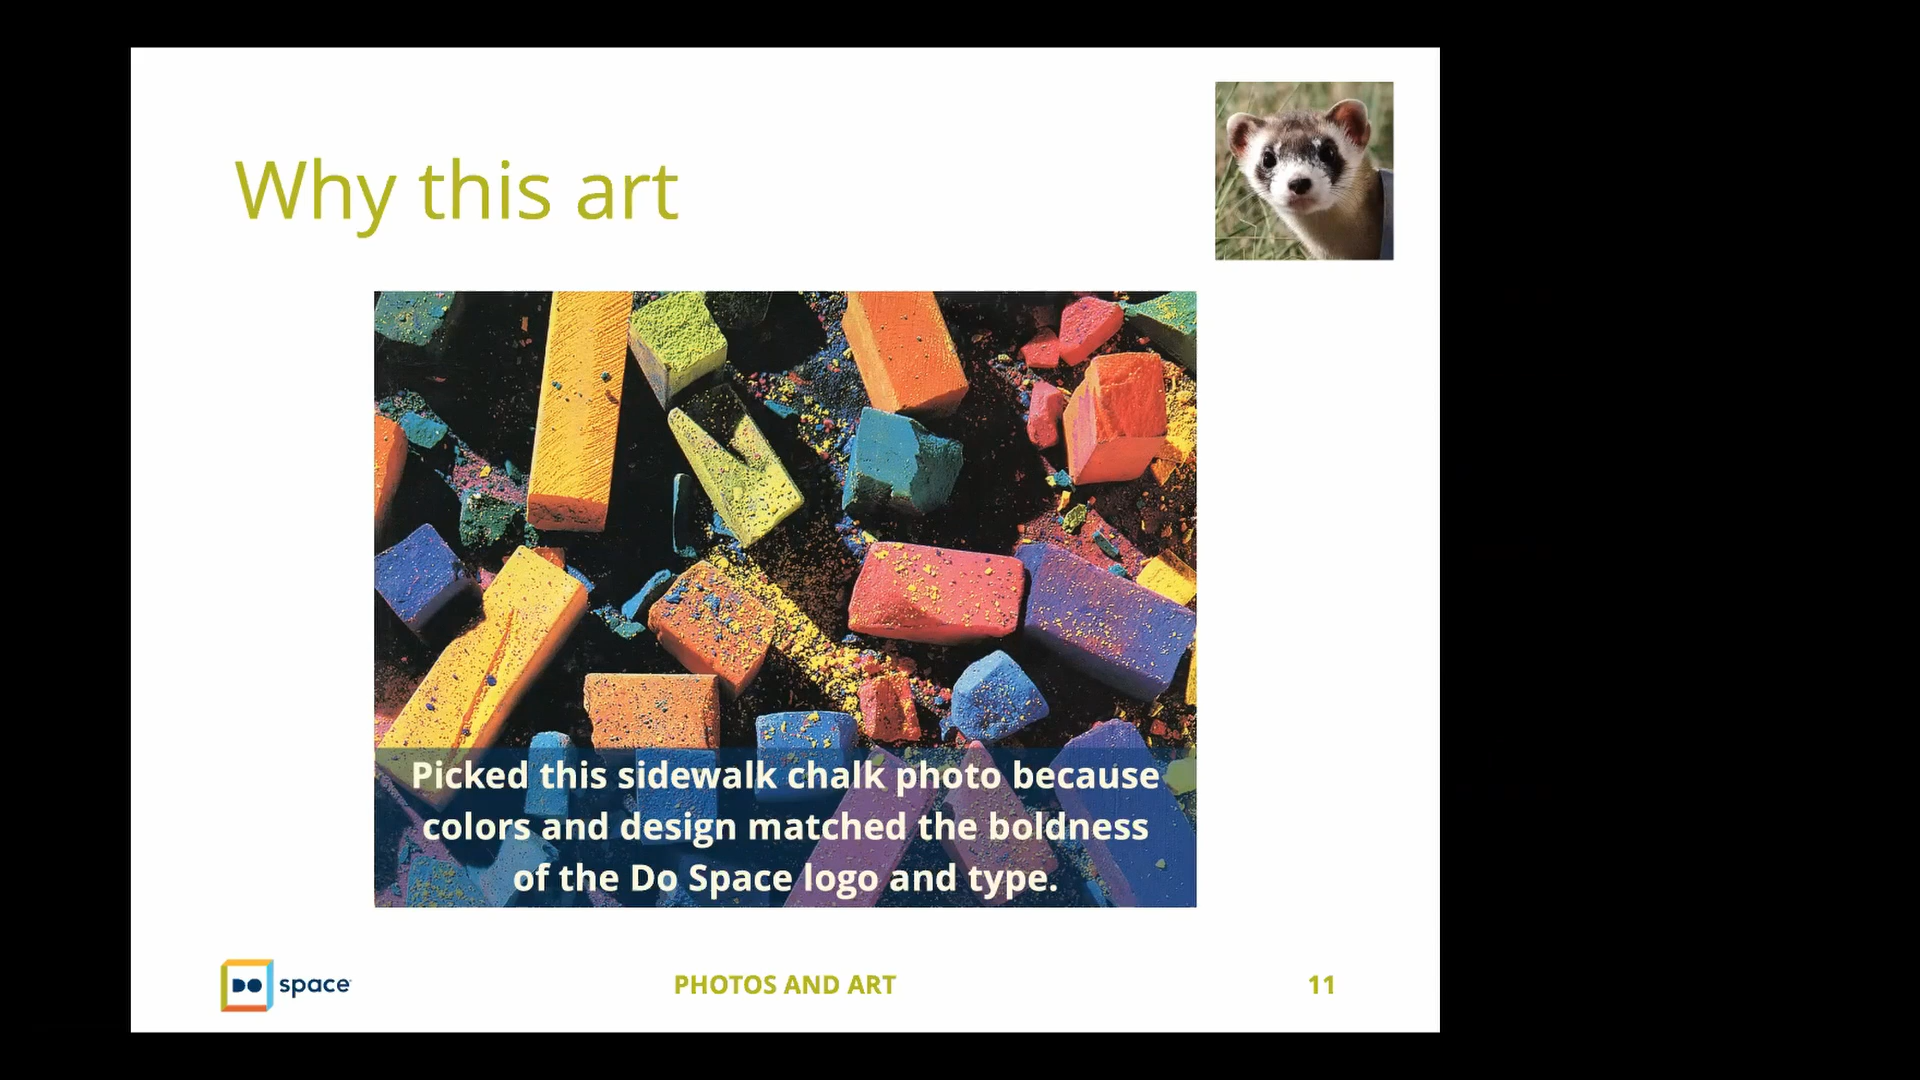 Why this art
Picked this sidewalk chalk photo because
colors and design matched the boldness
of the Do Space logo and type.
DO space
PHOTOS AND ART
11